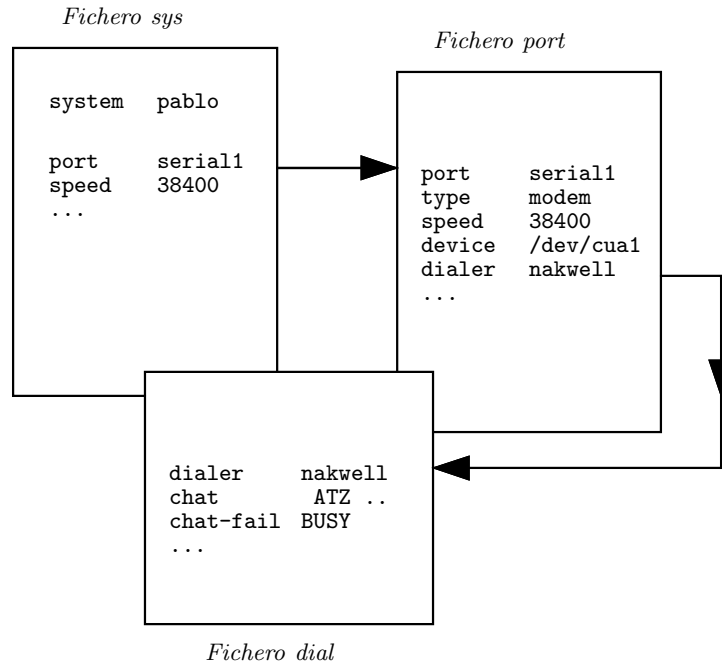 Fichero sys
system pablo
port serial1
speed 38400
...
Fichero port
port serial1
type modem
speed 38400
device /dev/cua1
dialer nakwell
...
dialer nakwell
chat ATZ ..
chat-fail BUSY
...
Fichero dial